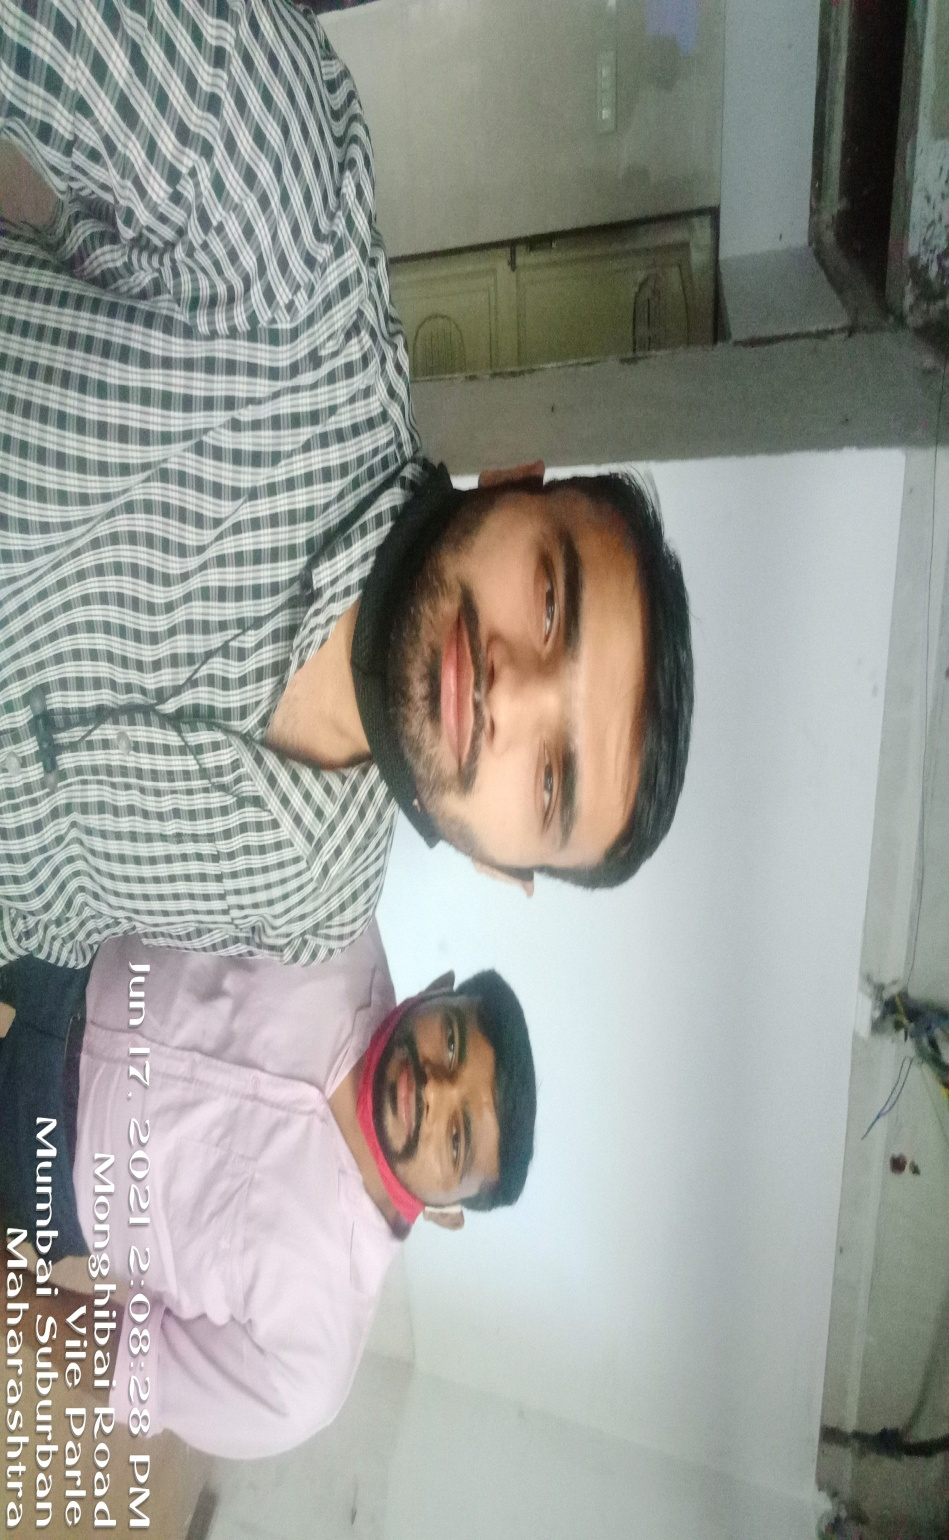 Jun 17, 2021 2:08:28 PM
Monghibai Road
Vile Parle
Mumbai Suburban
Maharashtra